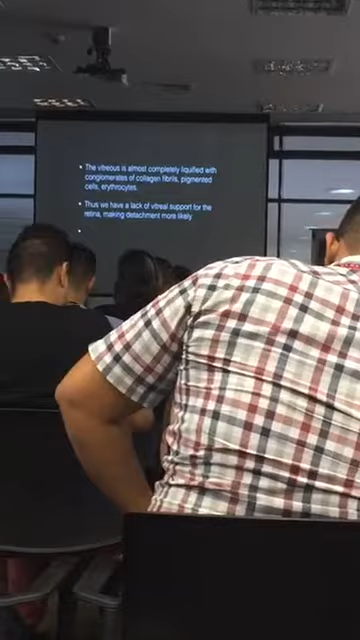 • The vitreous is almost completely liquified with
conglomerates of collagen fibrils, pigmented
cells, erythrocytes.
• Thus we have a lack of vitreal support for the
retina, making detachment more likely
•